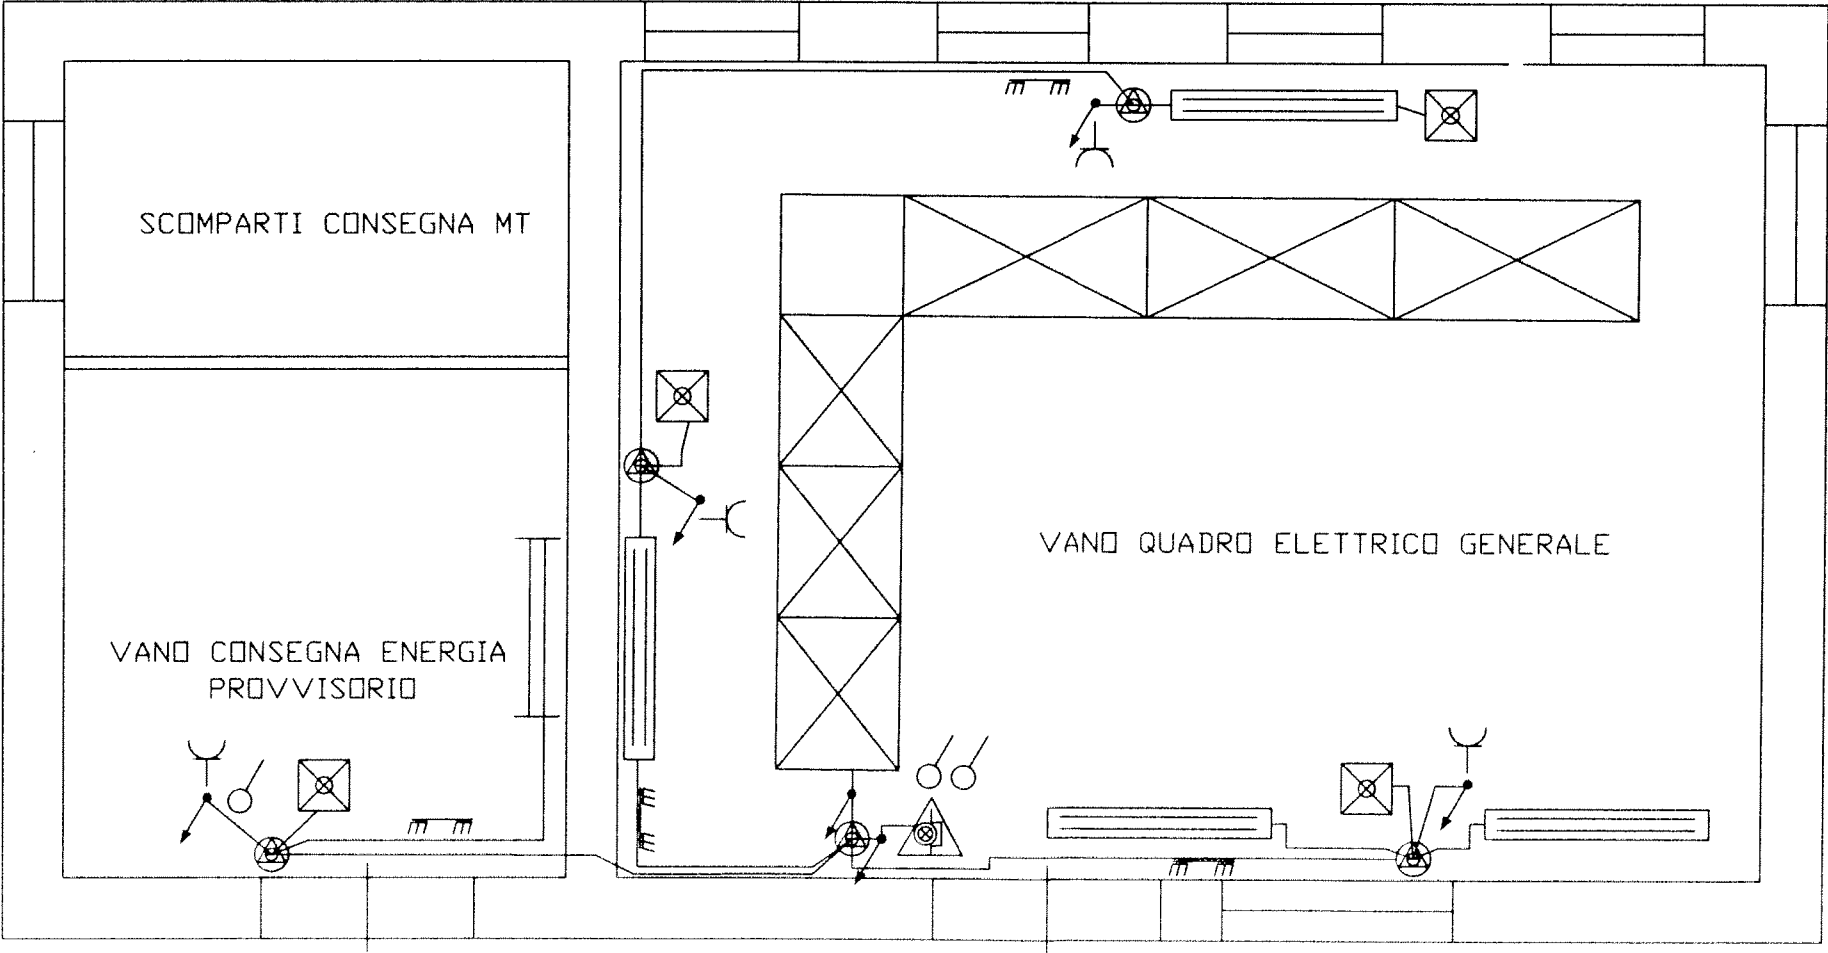 SCOMPARTI CONSEGNA MT
VANO QUADRO ELETTRICO GENERALE
VANO CONSEGNA ENERGIA
PROVVISORIO